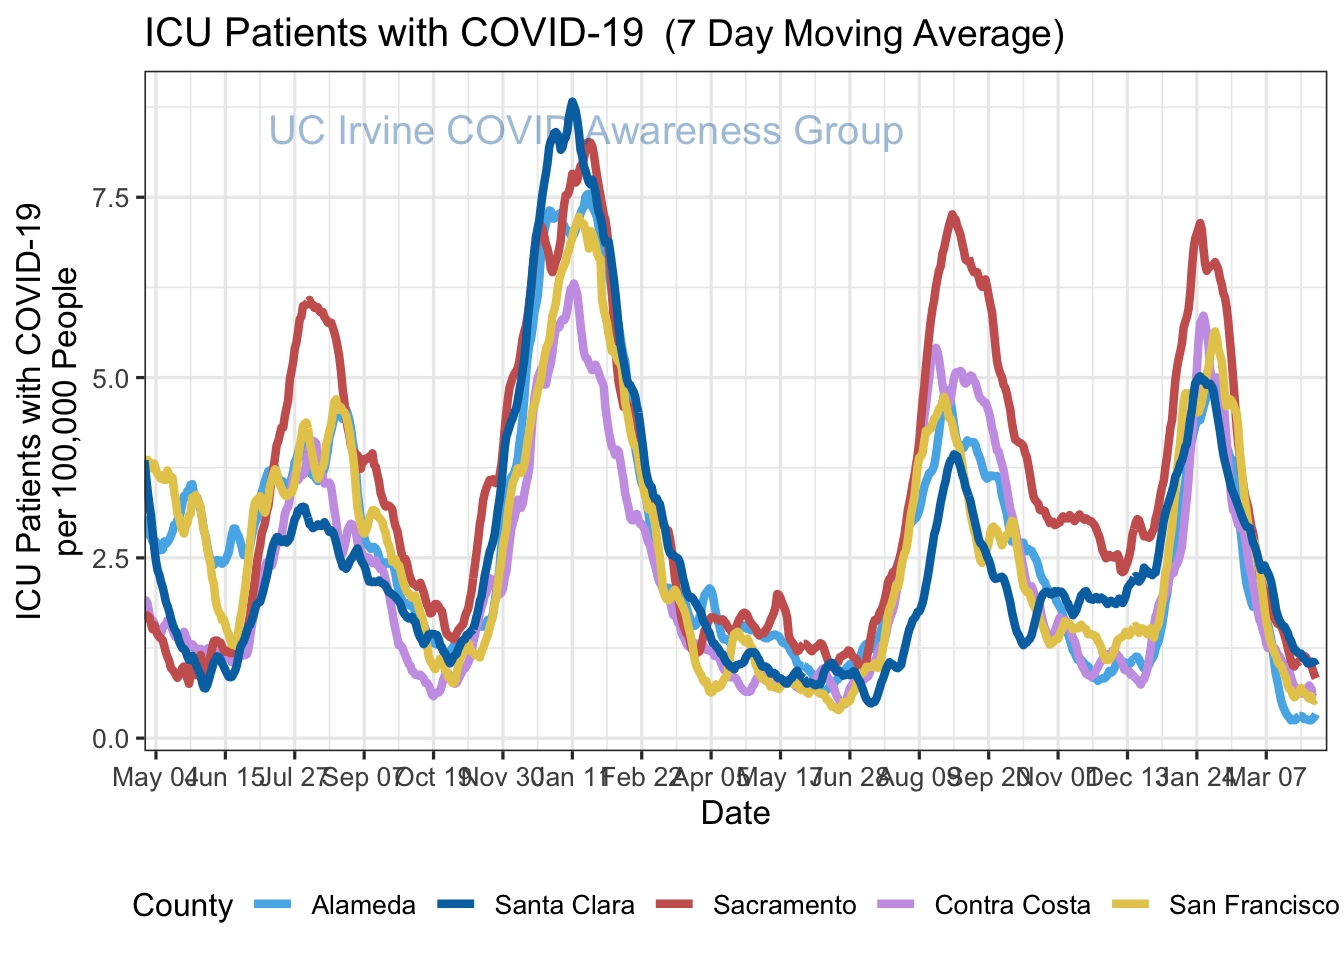 ICU Patients with COVID-19  (7 Day Moving Average)
UC Irvine COVID Awareness Group
ICU Patients with COVID-19
per 100,000 People
7.5
5.0
2.5
0.0
May 04 Jun 15 Jul 27 Sep 07 Oct 19 Nov 30 Jan 11 Feb 22 Apr 05 May 17 Jun 28 Aug 09 Sep 20 Nov 01 Dec 13 Jan 24 Mar 07
Date
County Alameda Santa Clara Sacramento Contra Costa San Francisco